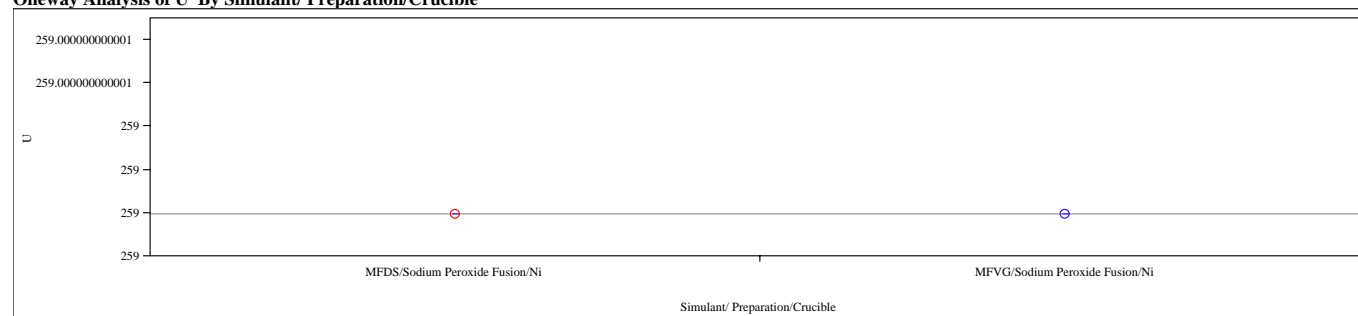 Oneway Analysis of U By Simulant/ Preparation/Crucible
259.000000000001
259.000000000001
259
259
259
259
U
MFDS/Sodium Peroxide Fusion/Ni
MFVG/Sodium Peroxide Fusion/Ni
Simulant/ Preparation/Crucible